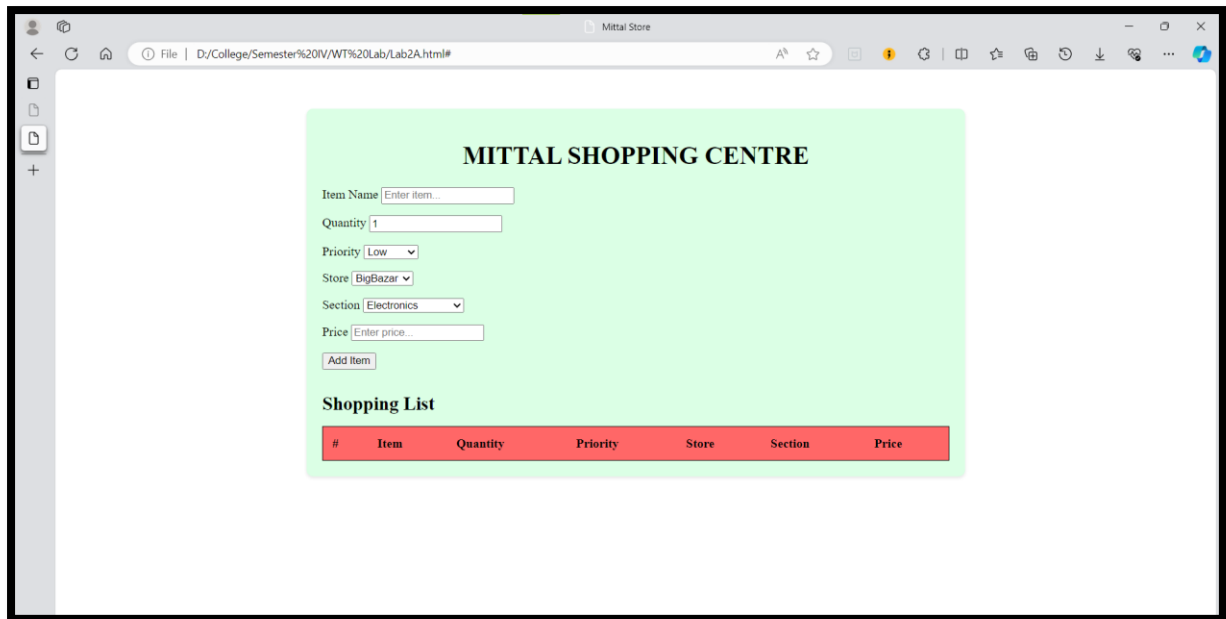 Mittal Store
File | D:/College/Semester%20IV/WT%20Lab/Lab2A.html#
MITTAL SHOPPING CENTRE
Item Name Enter item...
Quantity 1
Priority Low
Store BigBazar
Section Electronics
Price Enter price...
Add Item
Shopping List
# Item Quantity Priority Store Section Price